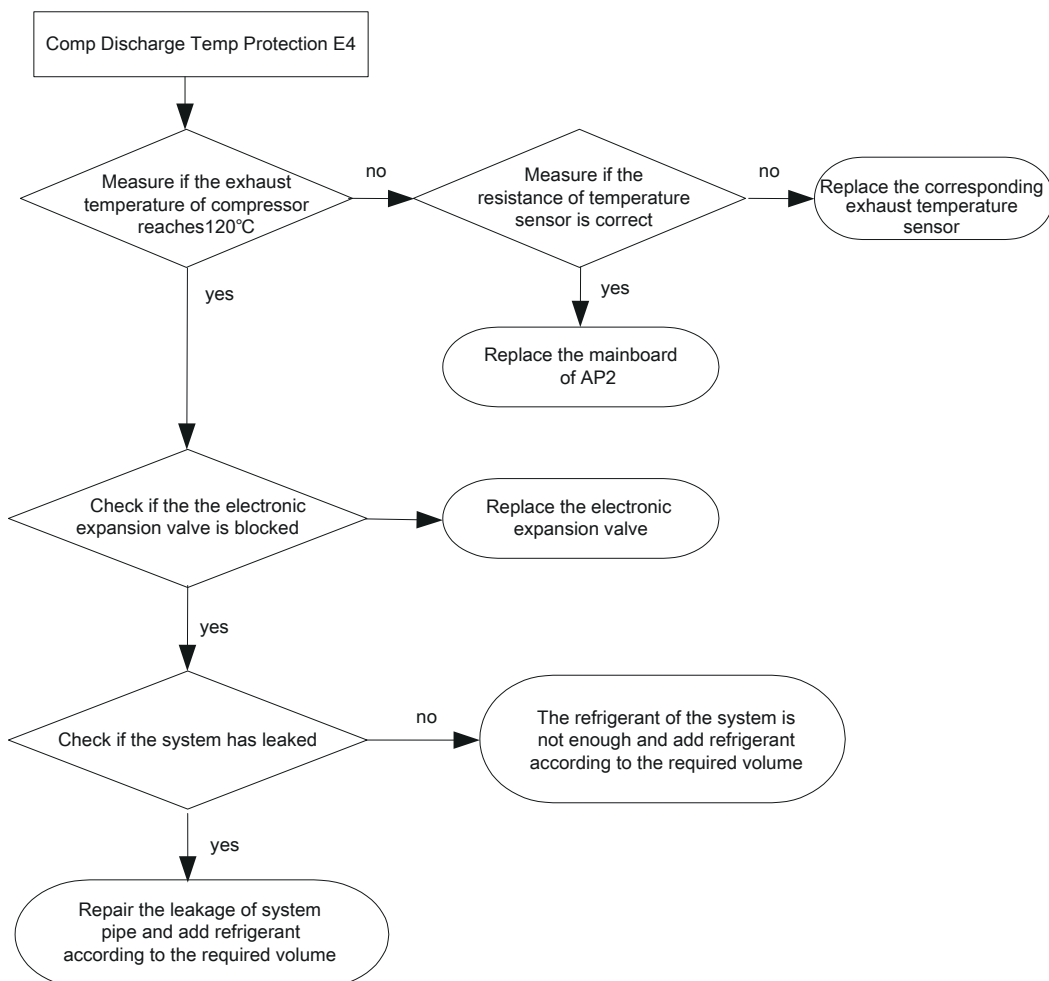 Comp Discharge Temp Protection E4
Measure if the exhaust
temperature of compressor
reaches120℃
no
Measure if the
resistance of temperature
sensor is correct
no
Replace the corresponding
exhaust temperature
sensor
yes
yes
Replace the mainboard
of AP2
Check if the the electronic
expansion valve is blocked
Replace the electronic
expansion valve
yes
Check if the system has leaked
no
The refrigerant of the system is
not enough and add refrigerant
according to the required volume
yes
Repair the leakage of system
pipe and add refrigerant
according to the required volume